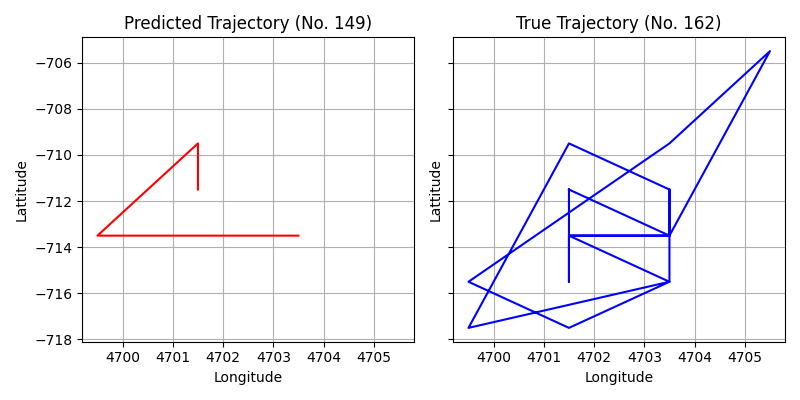 Predicted Trajectory (No. 149)
True Trajectory (No. 162)
−706
−708
−710
−712
−714
−716
−718
Lattitude
Lattitude
4700 4701 4702 4703 4704 4705
4700 4701 4702 4703 4704 4705
Longitude
Longitude